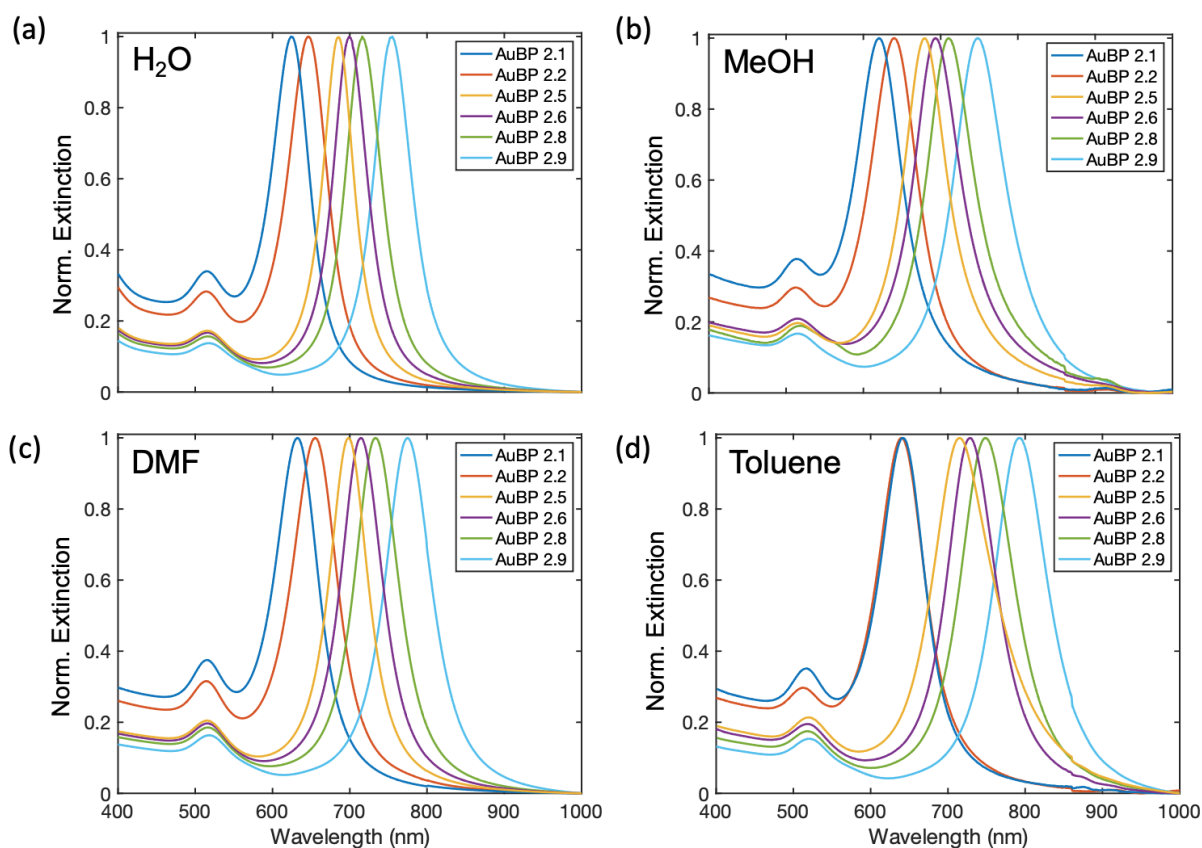 (a)
H₂O
AuBP 2.1
AuBP 2.2
AuBP 2.5
AuBP 2.6
AuBP 2.8
AuBP 2.9
Norm. Extinction
1
0.8
0.6
0.4
0.2
0
400 500 600 700 800 900 1000
(b)
MeOH
AuBP 2.1
AuBP 2.2
AuBP 2.5
AuBP 2.6
AuBP 2.8
AuBP 2.9
Norm. Extinction
1
0.8
0.6
0.4
0.2
0
400 500 600 700 800 900 1000
(c)
DMF
AuBP 2.1
AuBP 2.2
AuBP 2.5
AuBP 2.6
AuBP 2.8
AuBP 2.9
Norm. Extinction
1
0.8
0.6
0.4
0.2
0
400 500 600 700 800 900 1000
Wavelength (nm)
(d)
Toluene
AuBP 2.1
AuBP 2.2
AuBP 2.5
AuBP 2.6
AuBP 2.8
AuBP 2.9
Norm. Extinction
1
0.8
0.6
0.4
0.2
0
400 500 600 700 800 900 1000
Wavelength (nm)